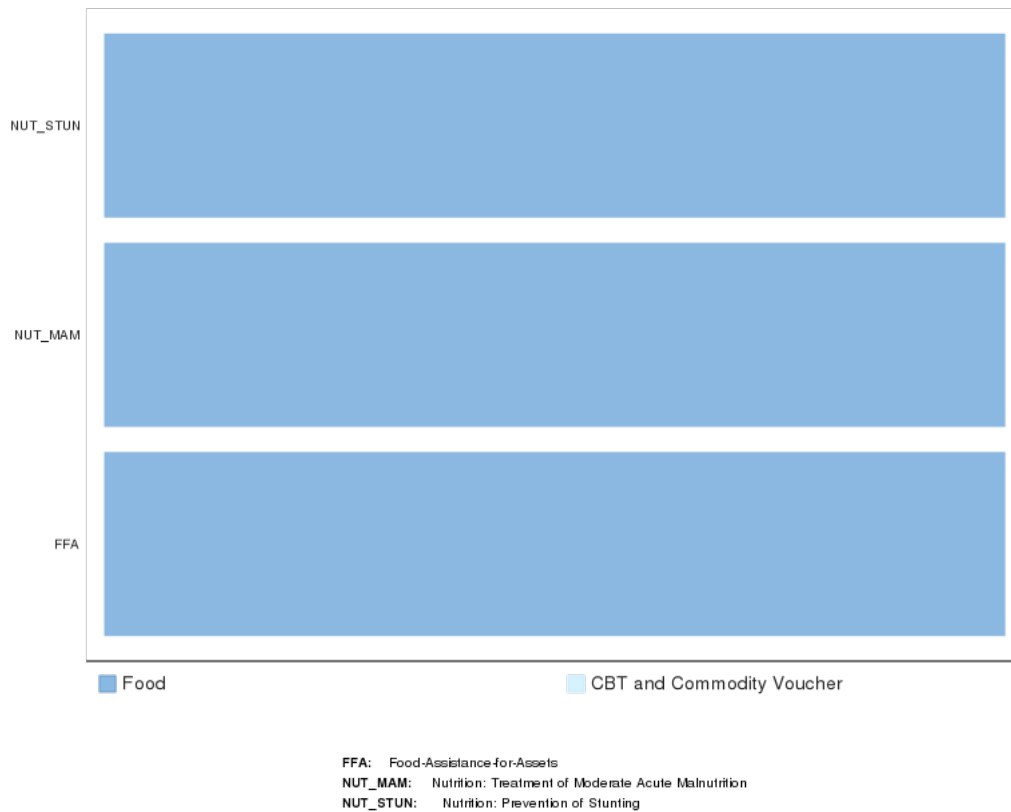 NUT_STUN
NUT_MAM
FFA
Food CBT and Commodity Voucher
FFA: Food-Assistance-for-Assets
NUT_MAM: Nutrition: Treatment of Moderate Acute Malnutrition
NUT_STUN: Nutrition: Prevention of Stunting